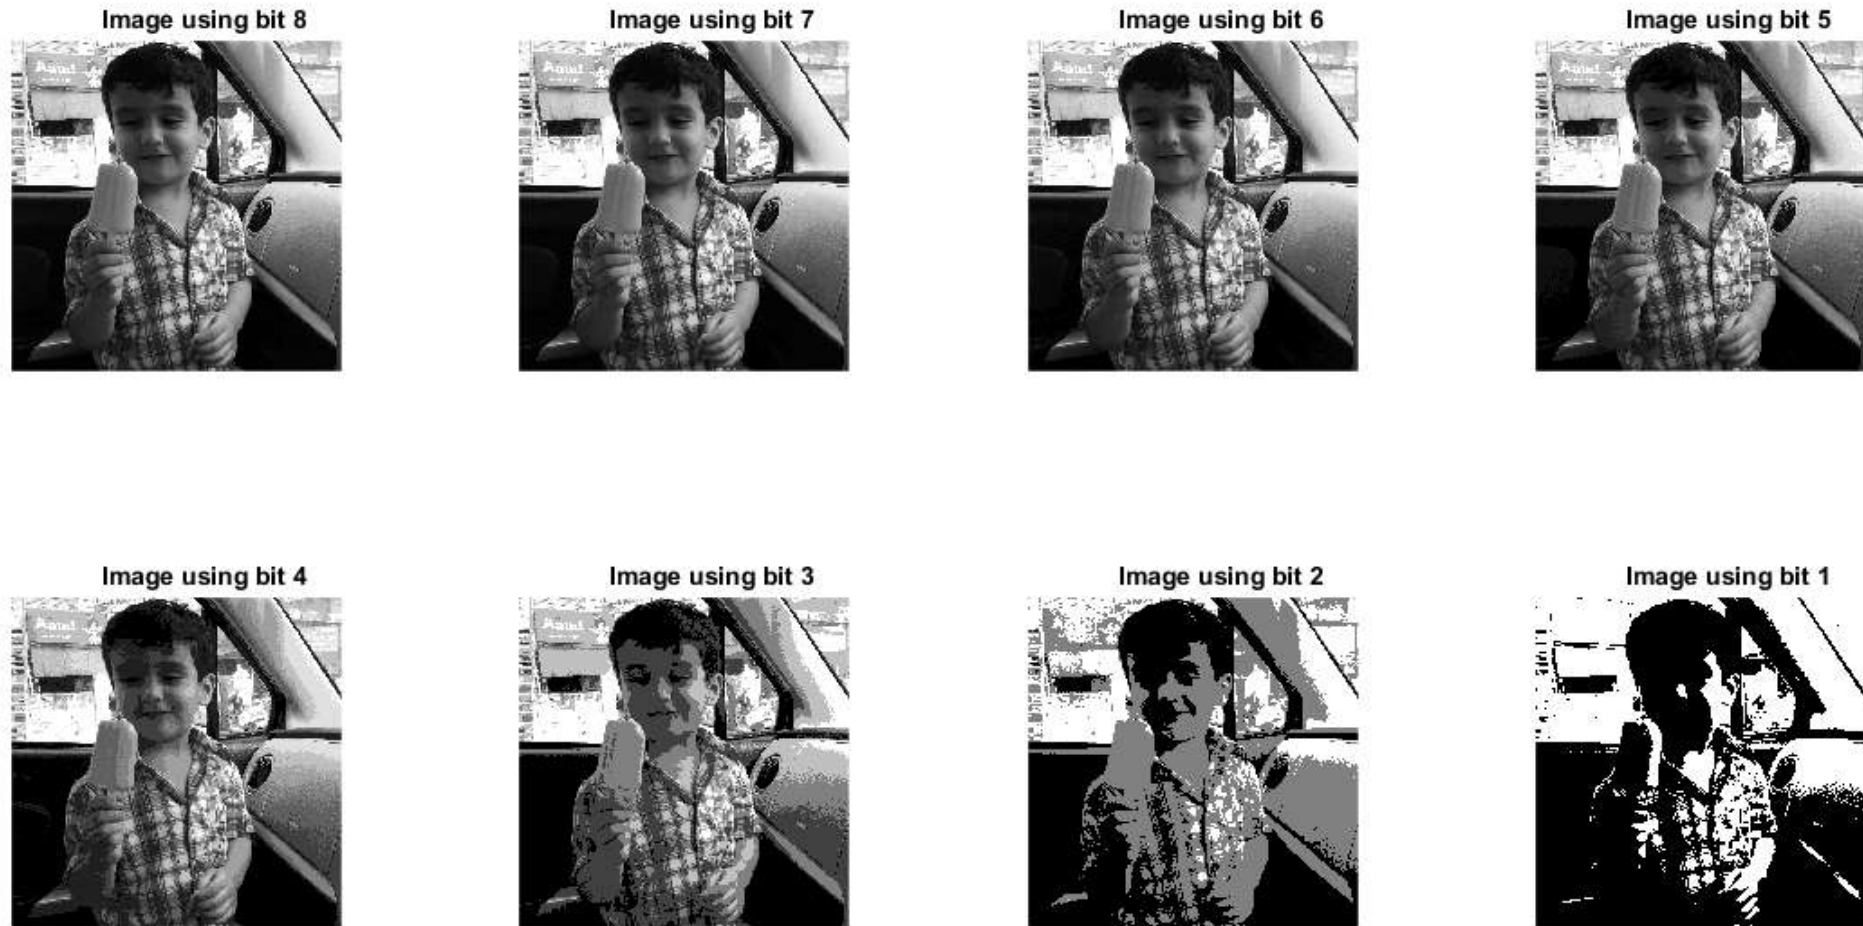 Image using bit 8
Image using bit 7
Image using bit 6
Image using bit 5
Image using bit 4
Image using bit 3
Image using bit 2
Image using bit 1